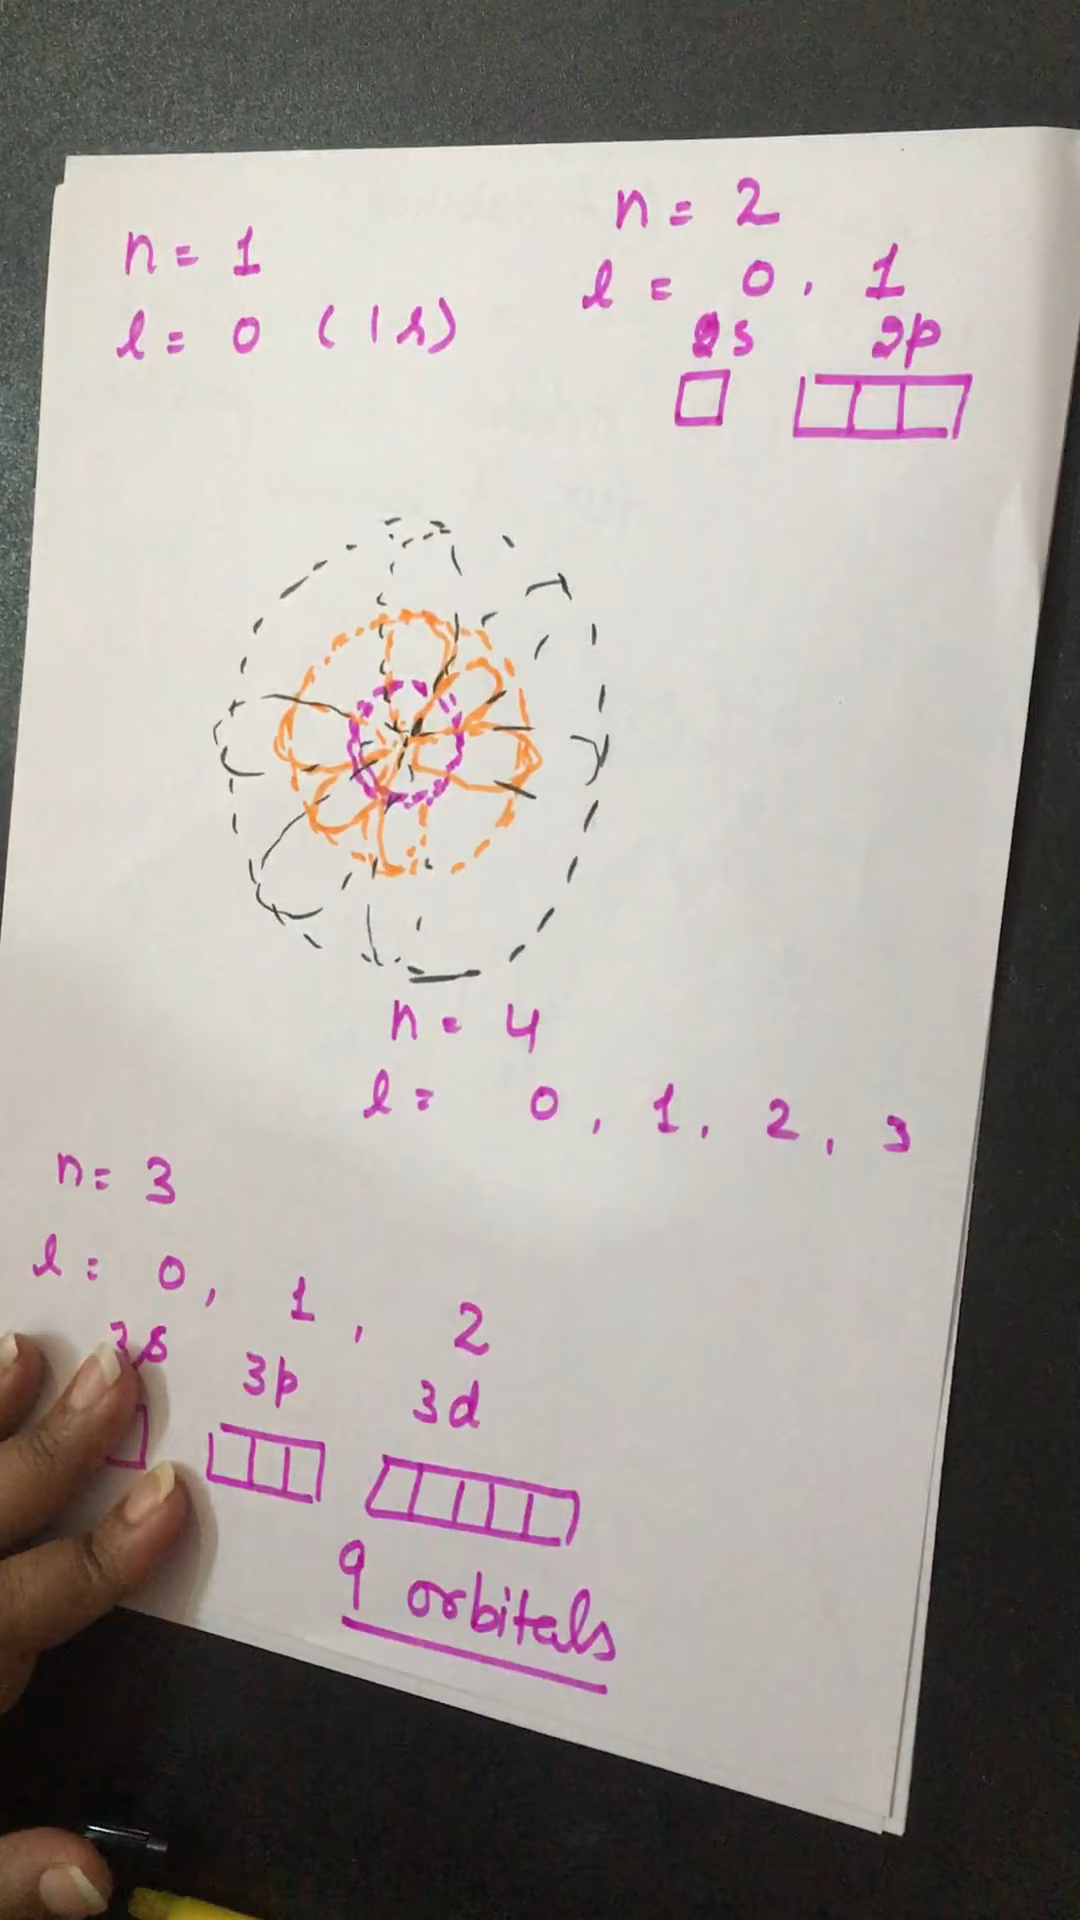 n = 1
l = 0 (1s)
n = 2
l = 0, 1
2s 2p
n = 4
l = 0, 1, 2, 3
n = 3
l = 0, 1, 2
3s 3p 3d
9 orbitals